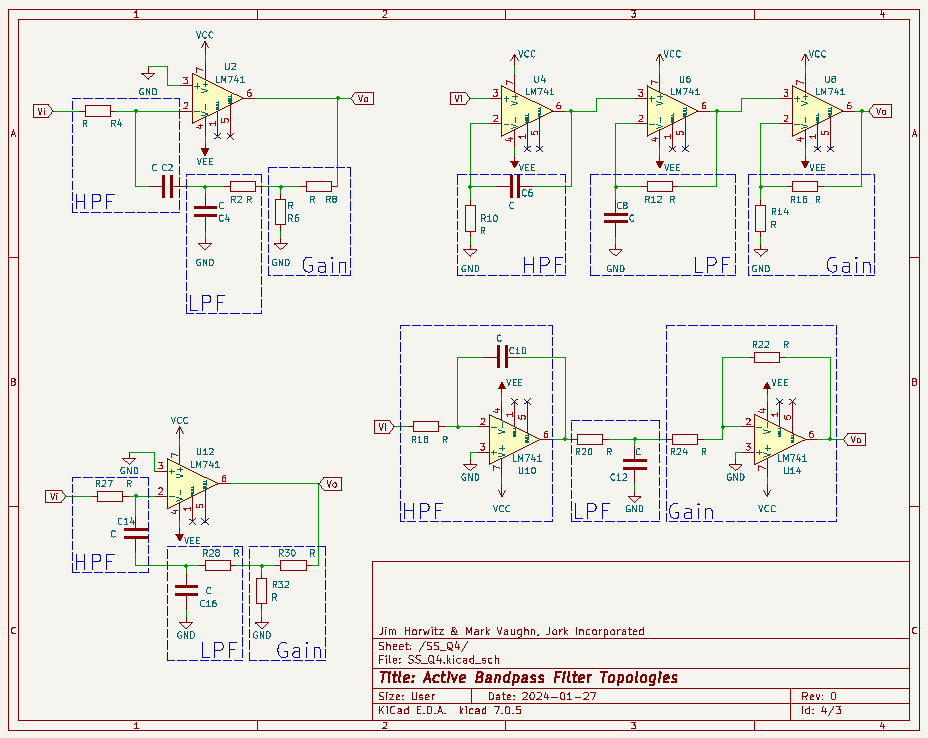 1 2 3 4
A A
B B
C C
1 2 3 4
VCC
U2
LM741
GND
3
7
2
6
4
1
5
V+
V-
Vi
Vo
R R4
VEE
C C2
HPF
C
C4
GND
R2 R
LPF
R
R6
GND
R R8
Gain
VCC
U4
LM741
VI
3
7
2
6
4
1
5
V+
V-
VEE
C6
C
R10
R
GND
HPF
VCC
U6
LM741
3
7
2
6
4
1
5
V+
V-
VEE
C8
C
R12 R
GND
LPF
VCC
U8
LM741
3
7
2
6
4
1
5
V+
V-
Vo
VEE
R16 R
R14
R
GND
Gain
VCC
U12
LM741
GND
3
7
2
6
4
1
5
V+
V-
Vi
Vo
R27 R
C14
C
HPF
VEE
R28 R
C
C16
GND
LPF
R30 R
R32
R
GND
Gain
C
C10
VEE
4
1
5
2
3
6
7
V-
V+
VI
R18 R
GND
LM741
U10
VCC
HPF
R20 R
C
C12
GND
LPF
R22 R
VEE
4
1
5
2
3
6
7
V-
V+
R24 R
GND
LM741
U14
VCC
Vo
Gain
Jim Horwitz & Mark Vaughn, Jork Incorporated
Sheet: /S5_Q4/
File: S5_Q4.kicad_sch
Title: Active Bandpass Filter Topologies
Size: User Date: 2024-01-27 Rev: 0
KiCad E.D.A. kicad 7.0.5 Id: 4/3